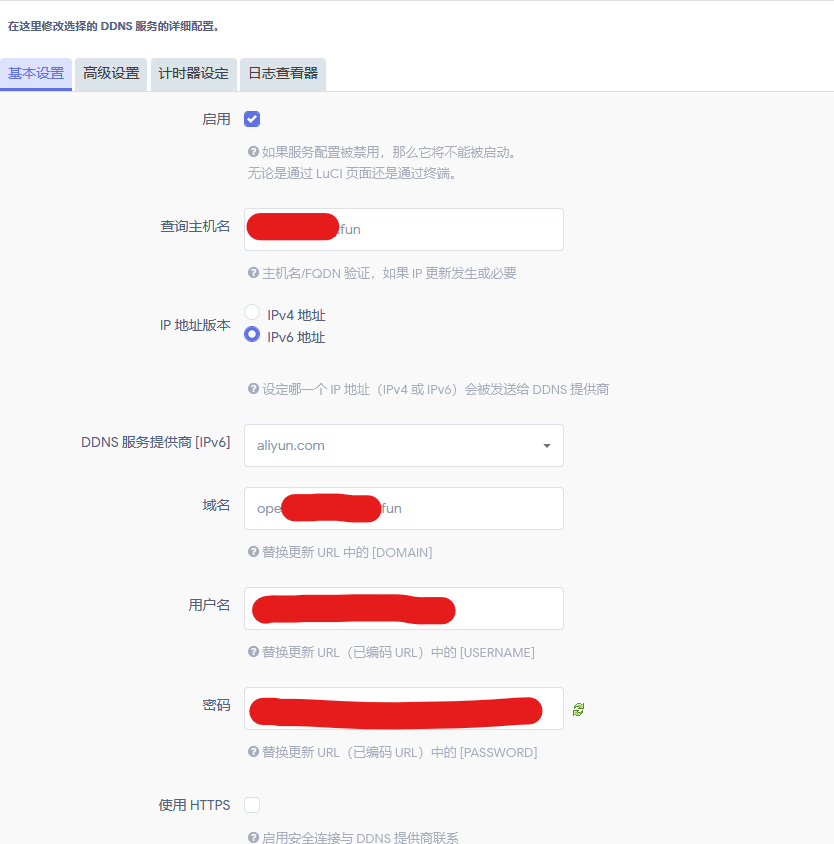 在这里修改选择的 DDNS 服务的详细配置。
基本设置 高级设置 计时器设定 日志查看器
启用
如果服务配置被禁用，那么它将不能被启动。
无论是通过 LuCI 页面还是通过终端。
查询主机名 .fun
主机名/FQDN 验证，如果 IP 更新发生或必要
IP 地址版本
IPv4 地址
IPv6 地址
设定哪一个 IP 地址（IPv4 或 IPv6）会被发送给 DDNS 提供商
DDNS 服务提供商 [IPv6] aliyun.com
域名 ope fun
替换更新 URL 中的 [DOMAIN]
用户名
替换更新 URL（已编码 URL）中的 [USERNAME]
密码
替换更新 URL（已编码 URL）中的 [PASSWORD]
使用 HTTPS
启用安全连接与 DDNS 提供商联系